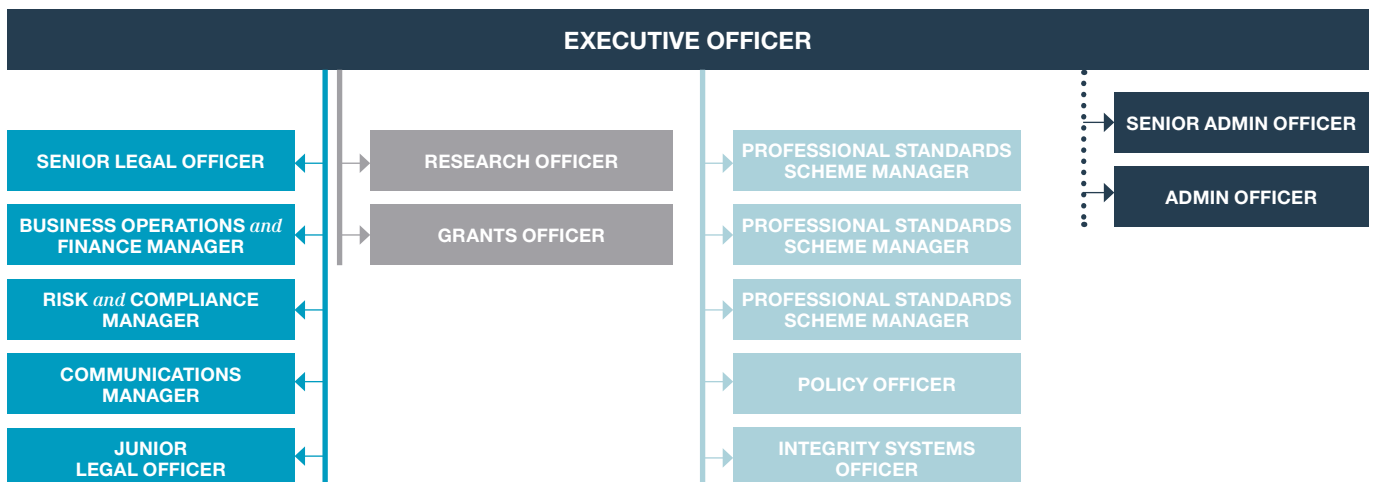 EXECUTIVE OFFICER
SENIOR LEGAL OFFICER
BUSINESS OPERATIONS and
FINANCE MANAGER
RISK and COMPLIANCE
MANAGER
COMMUNICATIONS
MANAGER
JUNIOR
LEGAL OFFICER
RESEARCH OFFICER
GRANTS OFFICER
PROFESSIONAL STANDARDS
SCHEME MANAGER
PROFESSIONAL STANDARDS
SCHEME MANAGER
PROFESSIONAL STANDARDS
SCHEME MANAGER
POLICY OFFICER
INTEGRITY SYSTEMS
OFFICER
SENIOR ADMIN OFFICER
ADMIN OFFICER